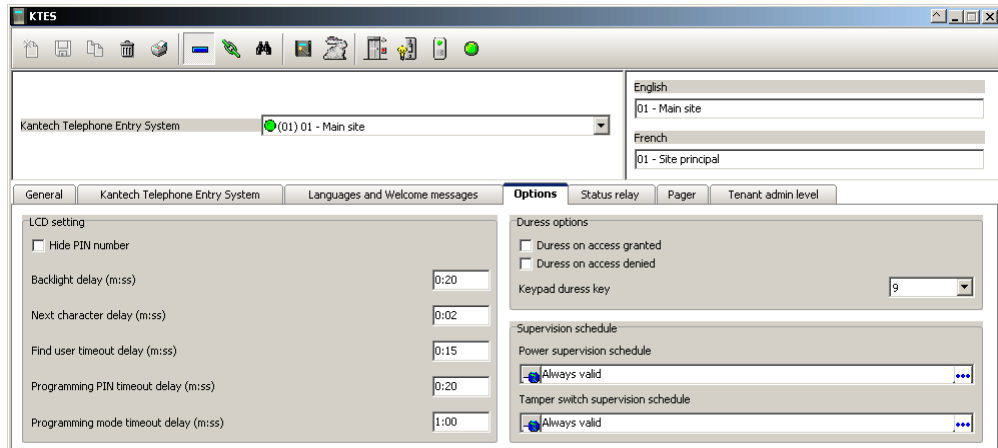 KTES
English
01 - Main site
Kantech Telephone Entry System (01) 01 - Main site
French
01 - Site principal
General Kantech Telephone Entry System Languages and Welcome messages Options Status relay Pager Tenant admin level
LCD setting
Hide PIN number
Backlight delay (m:ss) 0:20
Next character delay (m:ss) 0:02
Find user timeout delay (m:ss) 0:15
Programming PIN timeout delay (m:ss) 0:20
Programming mode timeout delay (m:ss) 1:00
Duress options
Duress on access granted
Duress on access denied
Keypad duress key 9
Supervision schedule
Power supervision schedule
Always valid
Tamper switch supervision schedule
Always valid